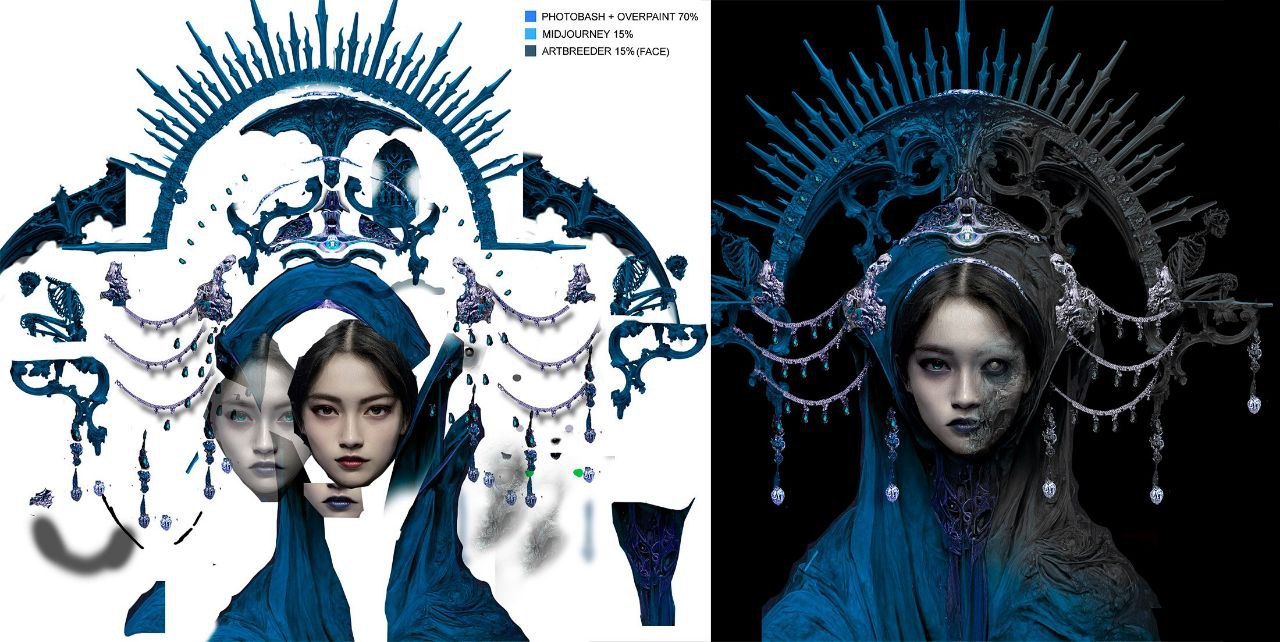 PHOTOBASH + OVERPAINT 70%
MIDJOURNEY 15%
ARTBREEDER 15% (FACE)